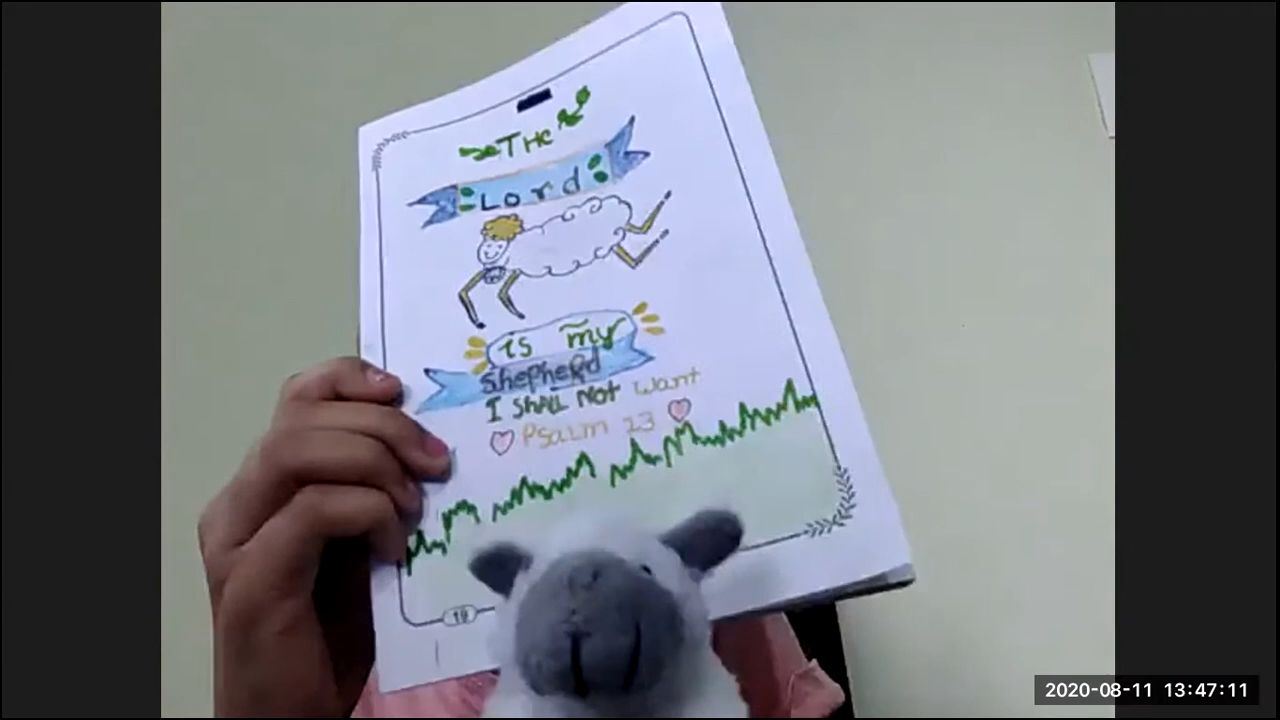 THE
Lord
is my
Shepherd
I SHALL NOT want
Psalm 23
19
2020-08-11 13:47:11